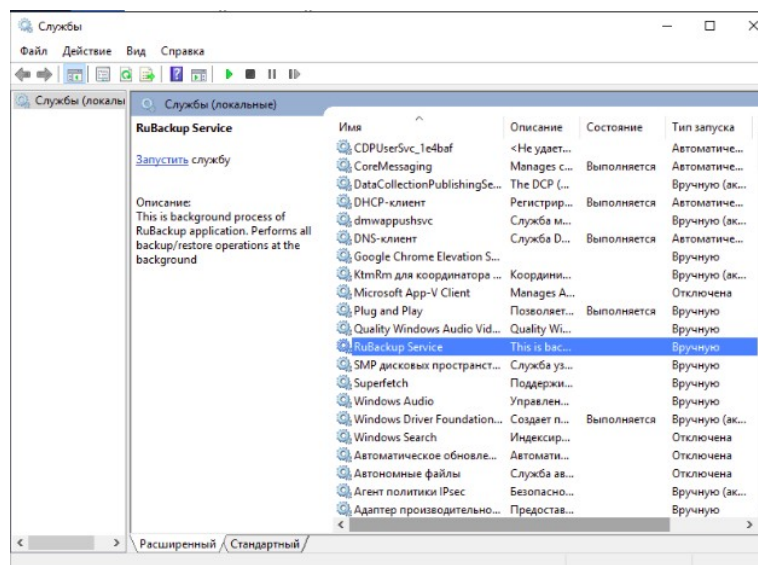 Службы
Файл Действие Вид Справка
Службы (локалы
Службы (локальные)
RuBackup Service
Запустить службу
Описание:
This is background process of
RuBackup application. Performs all
backup/restore operations at the
background
Имя Описание Состояние Тип запуска
CDPUserSvc_1e4baf <Не удает... Автоматиче...
CoreMessaging Manages c... Выполняется Автоматиче...
DataCollectionPublishingSe... The DCP (... Вручную (ак...
DHCP-клиент Регистрир... Выполняется Автоматиче...
dmwappushsvc Служба м... Вручную (ак...
DNS-клиент Служба D... Выполняется Автоматиче...
Google Chrome Elevation S... Вручную
KtmRm для координатора ... Координи... Вручную (ак...
Microsoft App-V Client Manages A... Отключена
Plug and Play Позволяет... Выполняется Вручную
Quality Windows Audio Vid... Quality Wi... Вручную
RuBackup Service This is bac... Вручную
SMP дисковых пространст... Служба уз... Вручную
Superfetch Поддержи... Вручную
Windows Audio Управлен... Вручную
Windows Driver Foundation... Создает п... Выполняется Вручную (ак...
Windows Search Индексир... Отключена
Автоматическое обновле... Автомати... Отключена
Автономные файлы Служба ав... Отключена
Агент политики IPsec Безопасно... Вручную (ак...
Адаптер производительно... Предостав... Вручную
Расширенный Стандартный